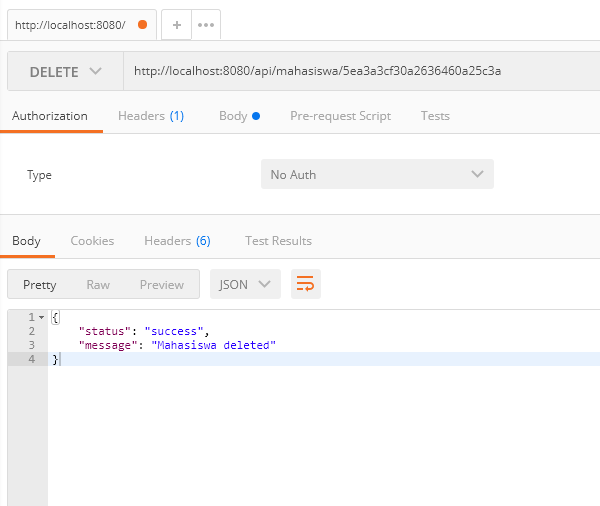 http://localhost:8080/
+
•••
DELETE http://localhost:8080/api/mahasiswa/5ea3a3cf30a2636460a25c3a
Authorization Headers (1) Body Pre-request Script Tests
Type No Auth
Body Cookies Headers (6) Test Results
Pretty Raw Preview JSON
1 {
2 "status": "success",
3 "message": "Mahasiswa deleted"
4 }